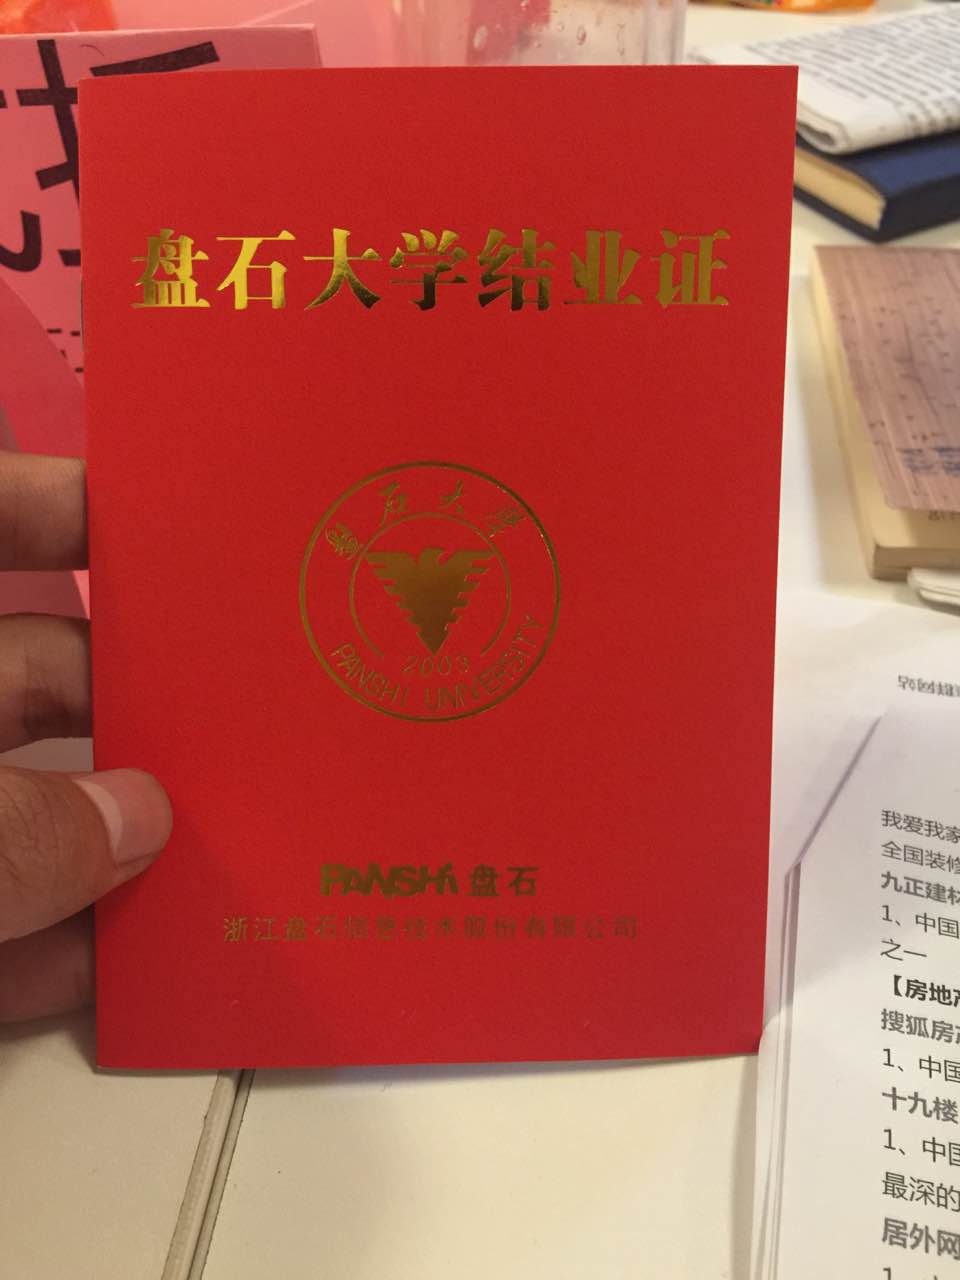 盘石大学结业证
盘石大學
2003
PANSHI UNIVERSITY
PANSHI 盘石
浙江盘石信息技术股份有限公司
我爱我家
全国装修
九正建材
1、中国
之一
【房地产
搜狐房产
1、中国
十九楼
1、中国
最深的
居外网